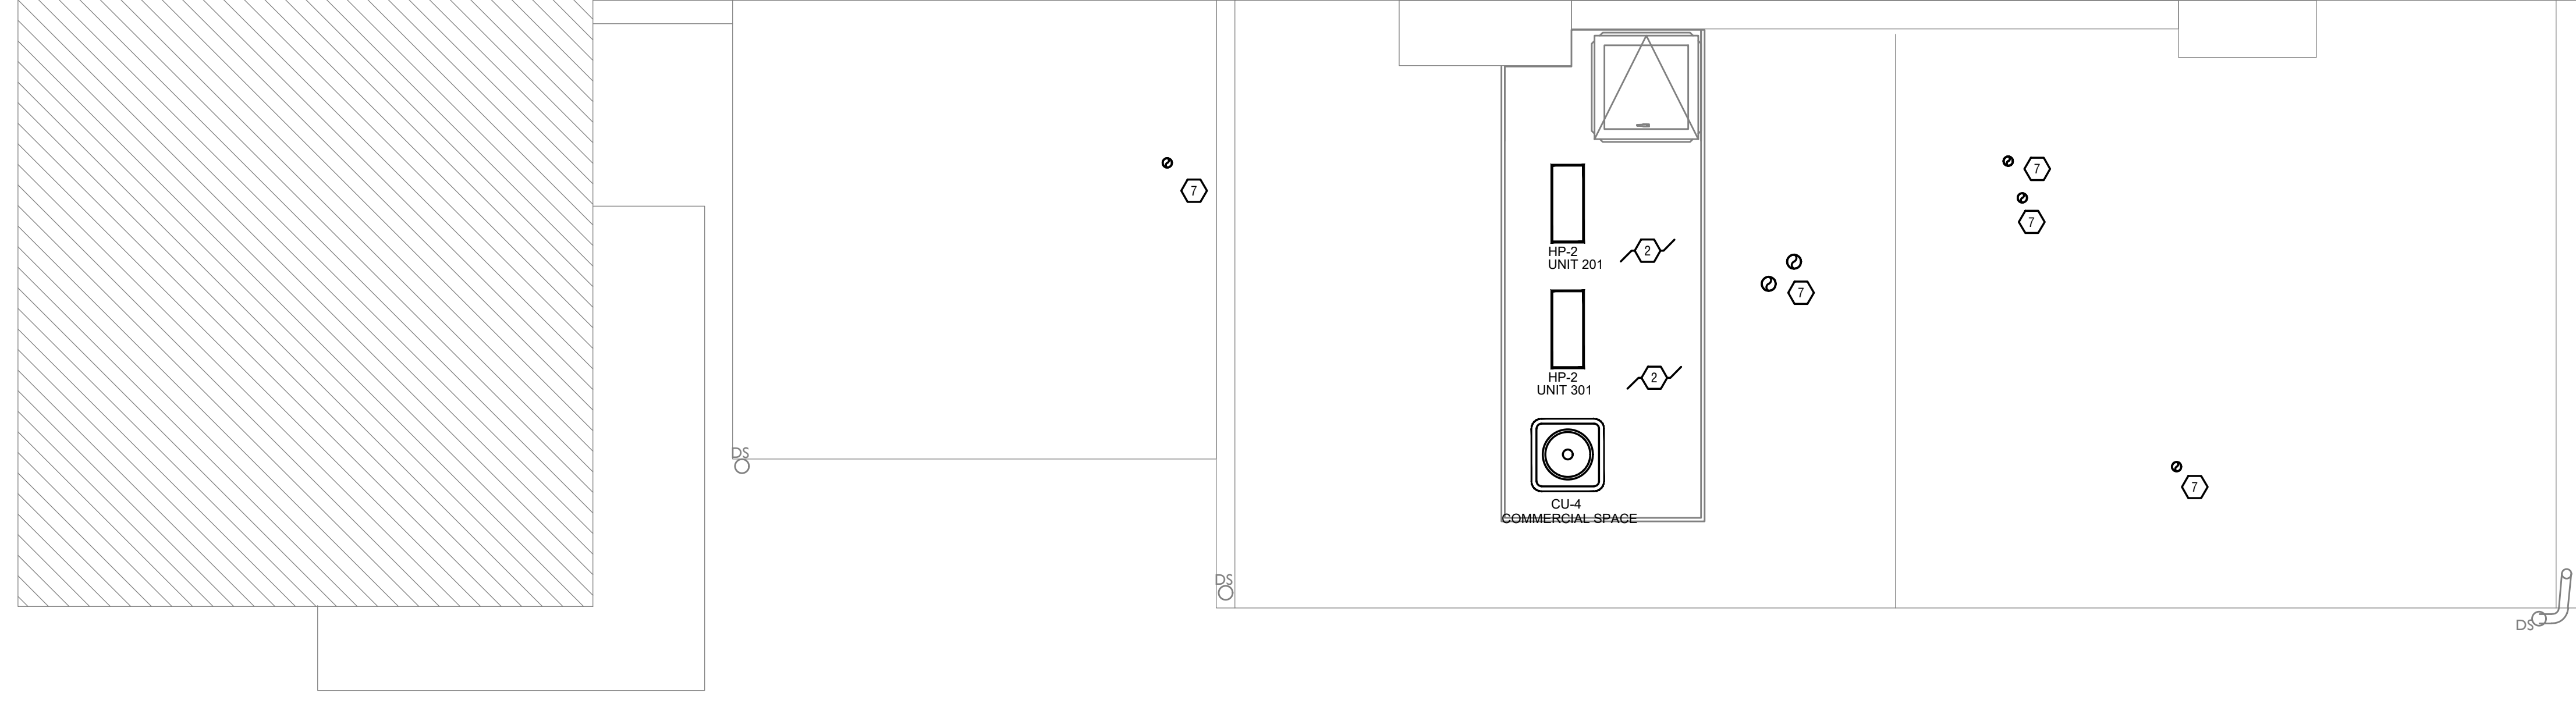 7
7
7
HP-2
UNIT 201
2
7
HP-2
UNIT 301
2
DS
7
CU-4
COMMERCIAL SPACE
DS
DS